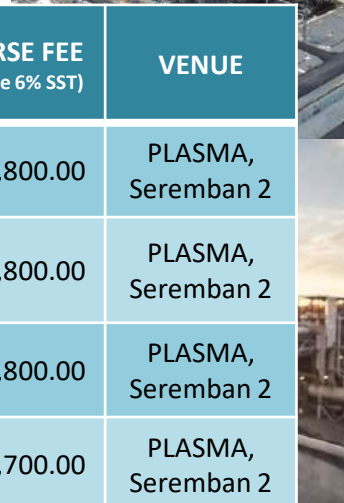 RSE FEE
e 6% SST)
VENUE
,800.00
PLASMA,
Seremban 2
,800.00
PLASMA,
Seremban 2
,800.00
PLASMA,
Seremban 2
,700.00
PLASMA,
Seremban 2